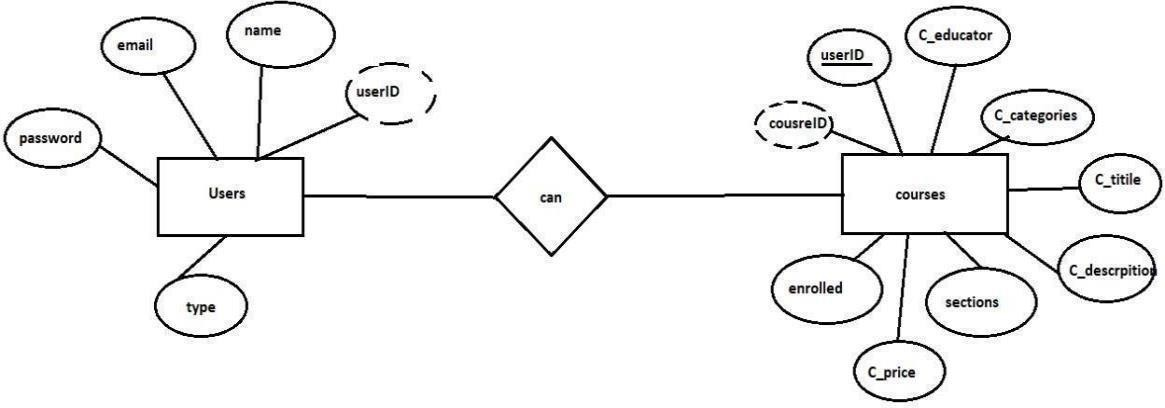 name
email
userID
password
Users
type
can
C_educator
userID
C_categories
cousreID
C_titile
courses
C_descrpition
enrolled
sections
C_price